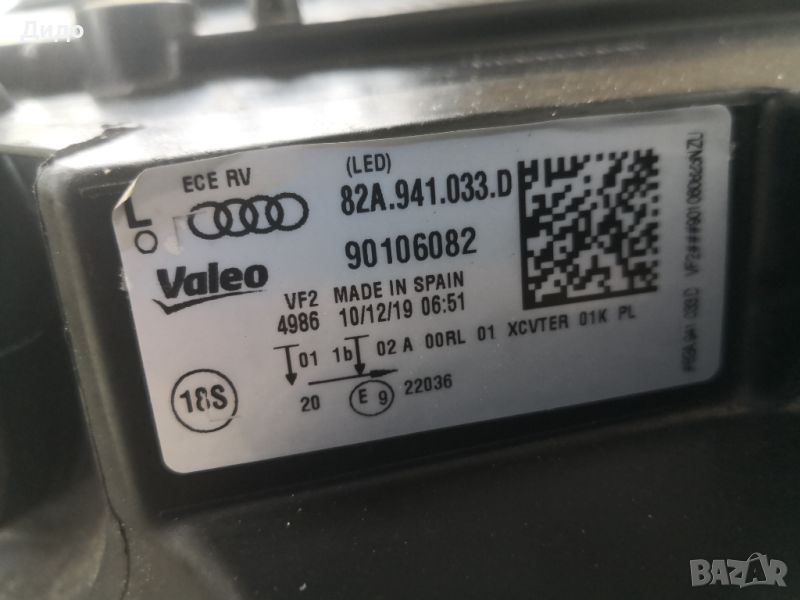 Дидо
ECE RV
(LED)
L
82A.941.033.D
90106082
Valeo
VF2 MADE IN SPAIN
4986 10/12/19 06:51
01 1b 02 A 00RL 01 XCVTER 01K PL
18S
20 E 9 22036
BAZAR